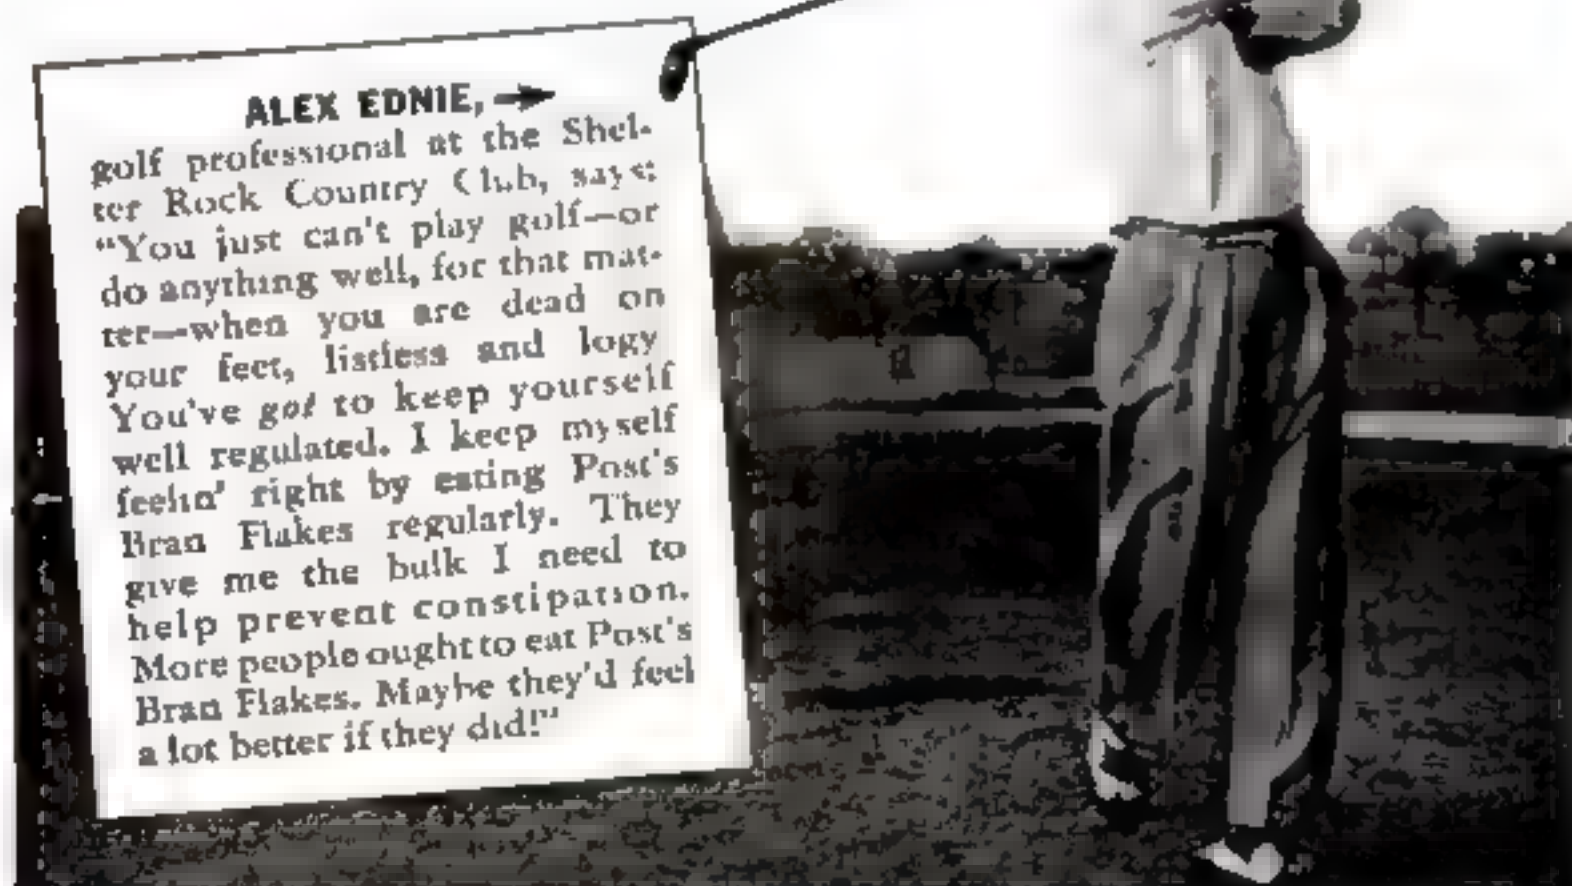 ALEX EDNIE,
golf professional at the Shel-
ter Rock Country Club, says:
"You just can't play golf—or
do anything well, for that mat-
ter—when you are dead on
your feet, listless and logy
You've got to keep yourself
well regulated. I keep myself
feelin' right by eating Post's
Bran Flakes regularly. They
give me the bulk I need to
help prevent constipation.
More people ought to eat Post's
Bran Flakes. Maybe they'd feel
a lot better if they did!"